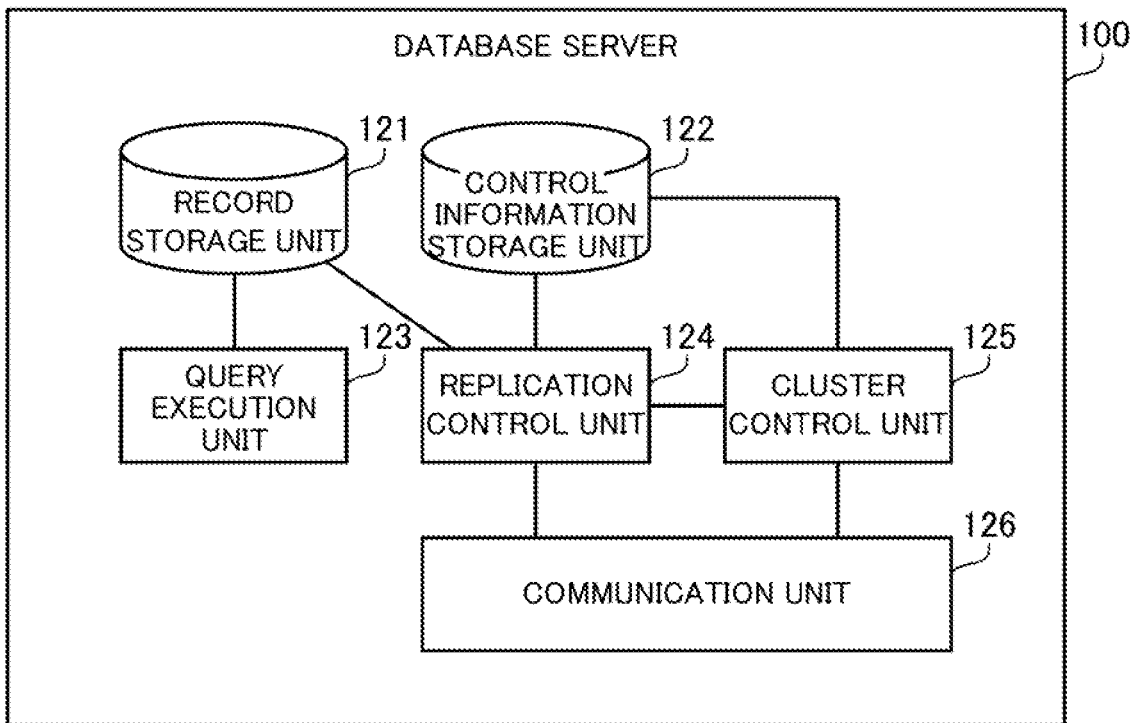 DATABASE SERVER
100
121
122
RECORD
STORAGE UNIT
CONTROL
INFORMATION
STORAGE UNIT
123
124
125
QUERY
EXECUTION
UNIT
REPLICATION
CONTROL UNIT
CLUSTER
CONTROL UNIT
126
COMMUNICATION UNIT